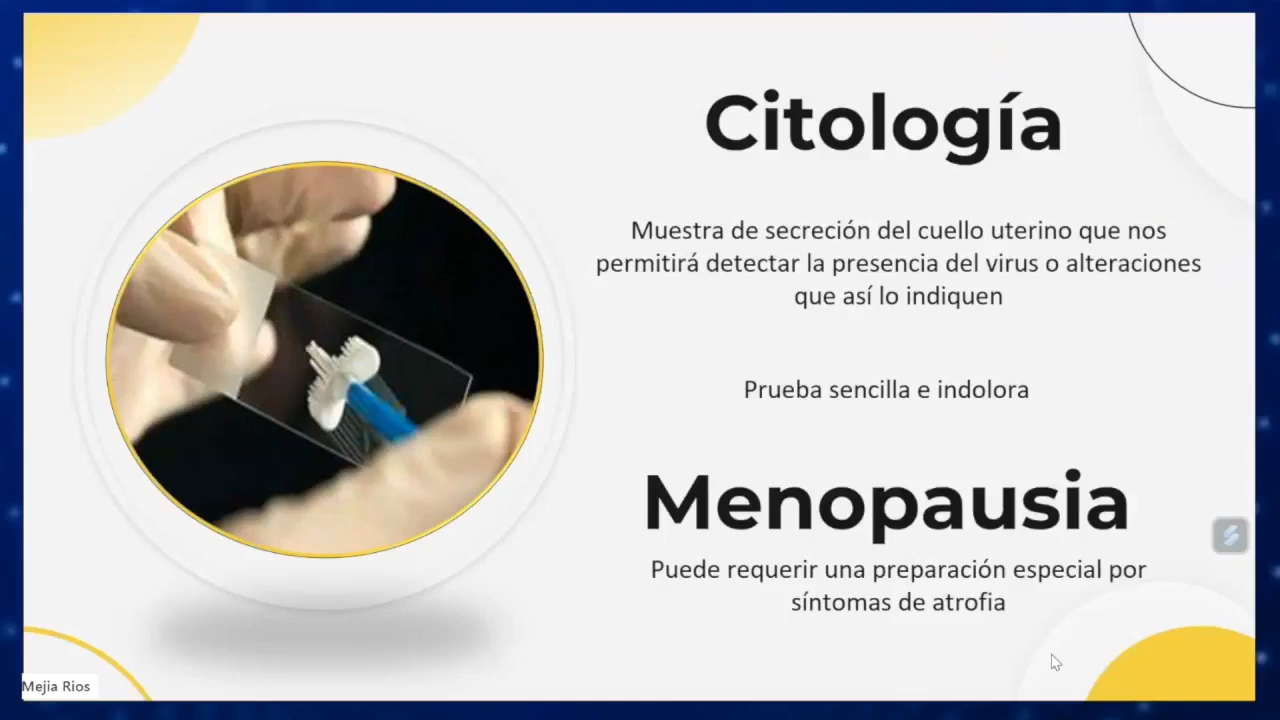 Citología
Muestra de secreción del cuello uterino que nos
permitirá detectar la presencia del virus o alteraciones
que así lo indiquen
Prueba sencilla e indolora
Menopausia
Puede requerir una preparación especial por
síntomas de atrofia
Mejia Rios